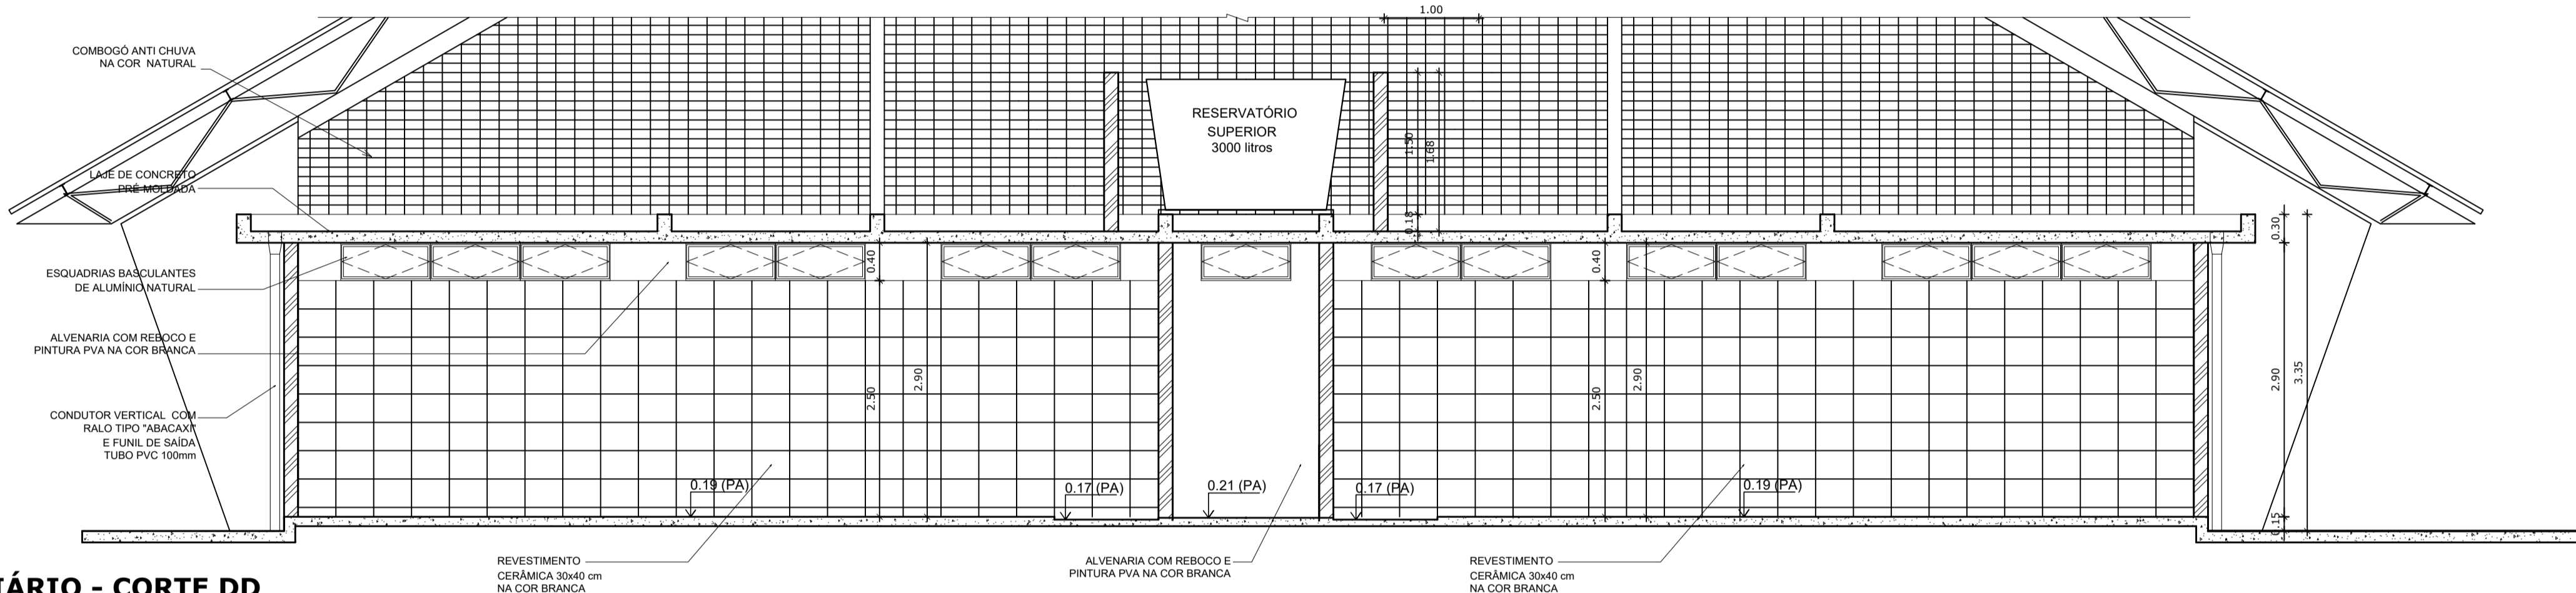 1.00
COMBOGÓ ANTI CHUVA
NA COR NATURAL
RESERVATÓRIO
SUPERIOR
3000 litros
1.50
1.68
LAJE DE CONCRETO
PRÉ-MOLDADA
0.18
0.30
ESQUADRIAS BASCULANTES
DE ALUMÍNIO NATURAL
0.40
0.40
ALVENARIA COM REBOCO E
PINTURA PVA NA COR BRANCA
2.50
2.90
2.50
2.90
2.90
3.35
CONDUTOR VERTICAL COM
RALO TIPO "ABACAXI"
E FUNIL DE SAÍDA
TUBO PVC 100mm
0.19 (PA)
0.17 (PA)
0.21 (PA)
0.17 (PA)
0.19 (PA)
0.15
REVESTIMENTO
CERÂMICA 30x40 cm
NA COR BRANCA
ALVENARIA COM REBOCO E
PINTURA PVA NA COR BRANCA
REVESTIMENTO
CERÂMICA 30x40 cm
NA COR BRANCA
TÁRIO - CORTE DD